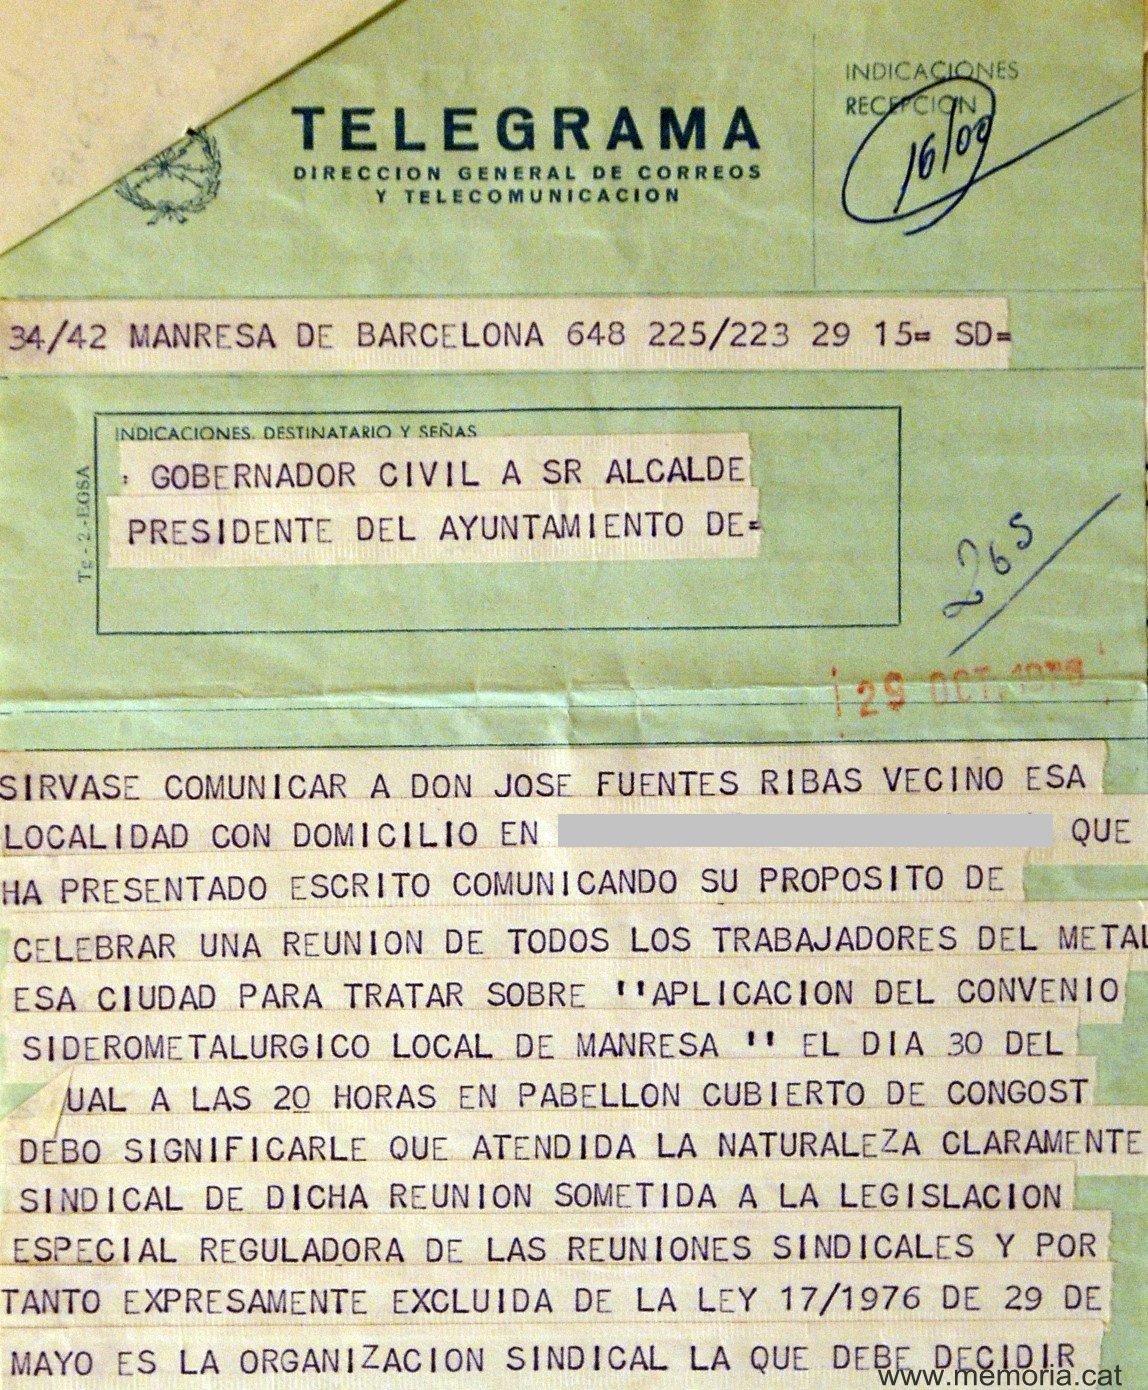 INDICACIONES
RECEPCION
16/00
TELEGRAMA
DIRECCION GENERAL DE CORREOS
Y TELECOMUNICACION
34/42 MANRESA DE BARCELONA 648 225/223 29 15= SD=
INDICACIONES. DESTINATARIO Y SEÑAS
: GOBERNADOR CIVIL A SR ALCALDE
PRESIDENTE DEL AYUNTAMIENTO DE=
Tg - 2.-EGSA
265
29 OCT. 1976
SIRVASE COMUNICAR A DON JOSE FUENTES RIBAS VECINO ESA
LOCALIDAD CON DOMICILIO EN QUE
HA PRESENTADO ESCRITO COMUNICANDO SU PROPOSITO DE
CELEBRAR UNA REUNION DE TODOS LOS TRABAJADORES DEL METAL
ESA CIUDAD PARA TRATAR SOBRE ''APLICACION DEL CONVENIO
SIDEROMETALURGICO LOCAL DE MANRESA '' EL DIA 30 DEL
UAL A LAS 20 HORAS EN PABELLON CUBIERTO DE CONGOST
DEBO SIGNIFICARLE QUE ATENDIDA LA NATURALEZA CLARAMENTE
SINDICAL DE DICHA REUNION SOMETIDA A LA LEGISLACION
ESPECIAL REGULADORA DE LAS REUNIONES SINDICALES Y POR
TANTO EXPRESAMENTE EXCLUIDA DE LA LEY 17/1976 DE 29 DE
MAYO ES LA ORGANIZACION SINDICAL LA QUE DEBE DECIDIR
www.memoria.cat